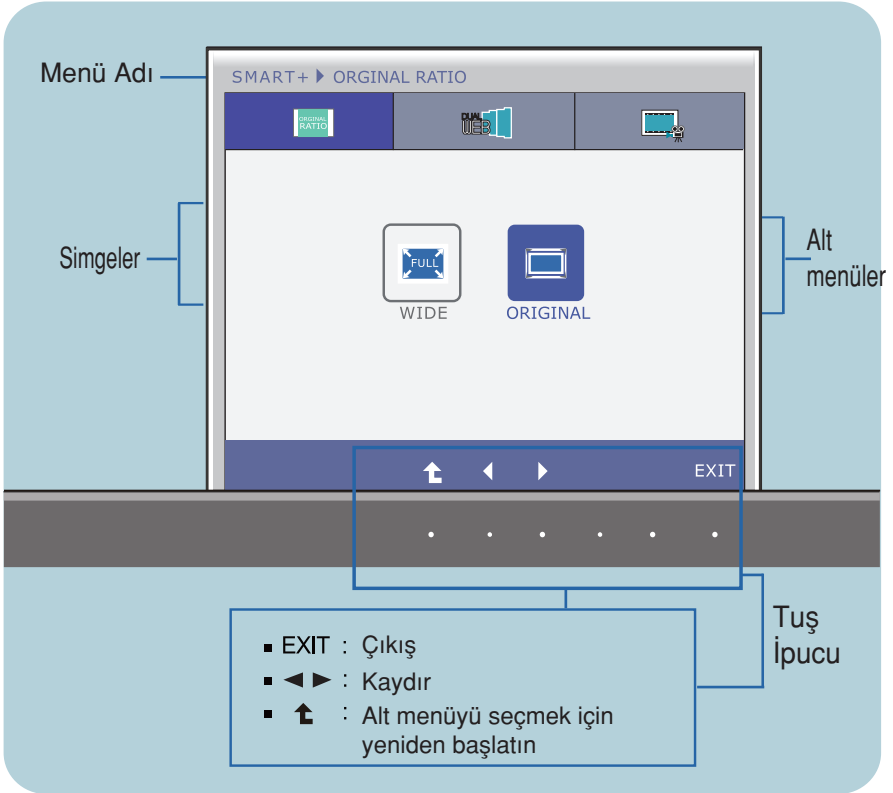 Menü Adı
SMART+ ORGINAL RATIO
ORGINAL
RATIO
DUAL
WEB
Simgeler
Alt
menüler
FULL
WIDE
ORIGINAL
EXIT
Tuş
İpucu
EXIT : Çıkış
◄ ► : Kaydır
: Alt menüyü seçmek için
yeniden başlatın